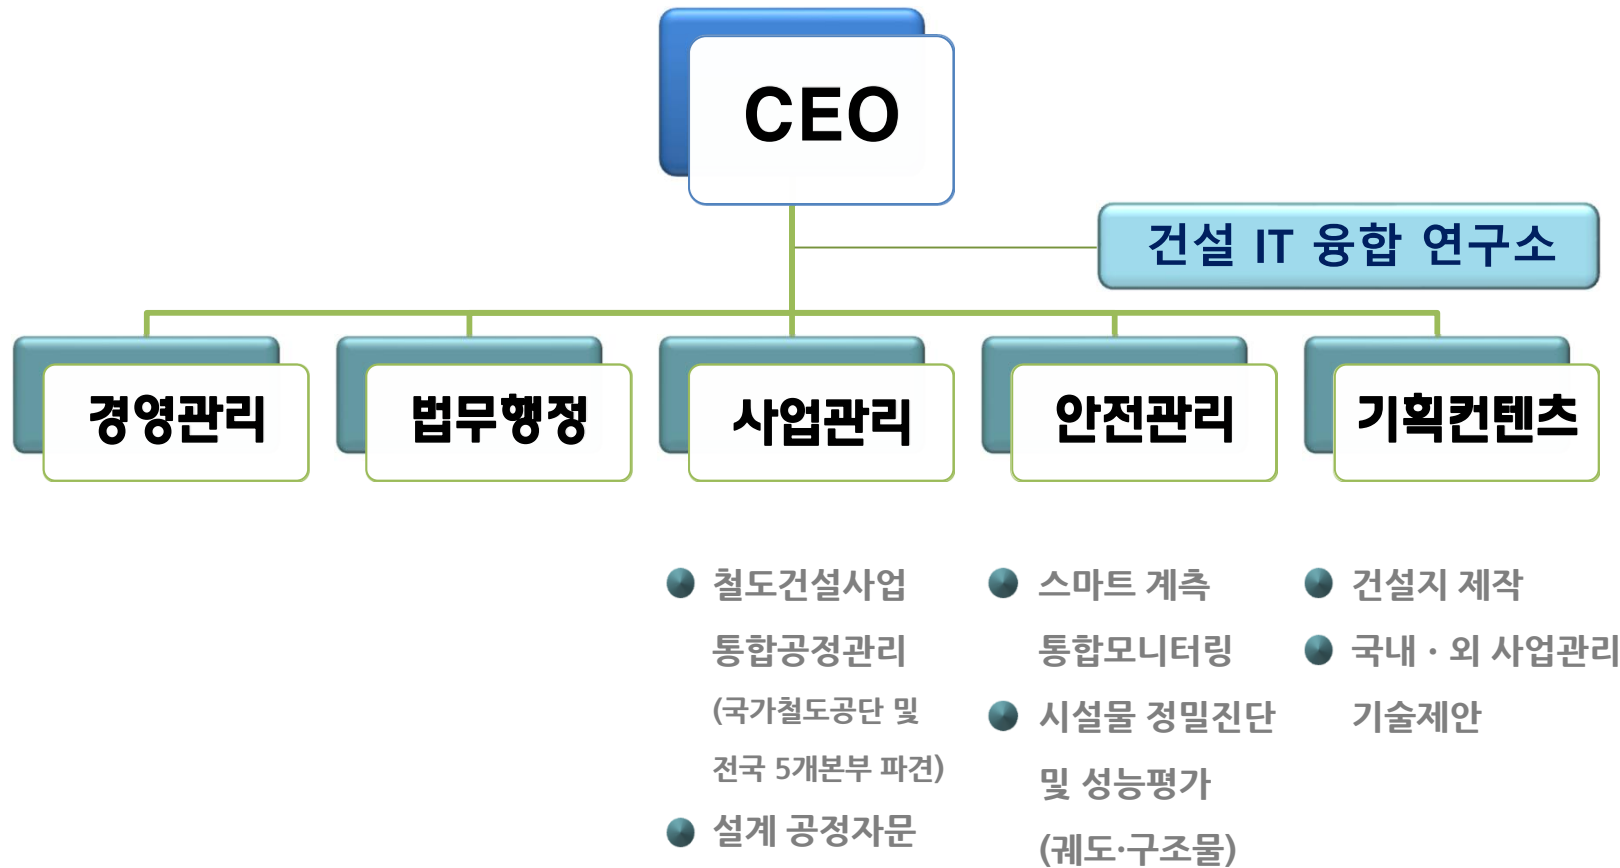 CEO
건설 IT 융합 연구소
경영관리
법무행정
사업관리
안전관리
기획컨텐츠
철도건설사업
통합공정관리
(국가철도공단 및
전국 5개본부 파견)
설계 공정자문
스마트 계측
통합모니터링
시설물 정밀진단
및 성능평가
(궤도·구조물)
건설지 제작
국내 · 외 사업관리
기술제안